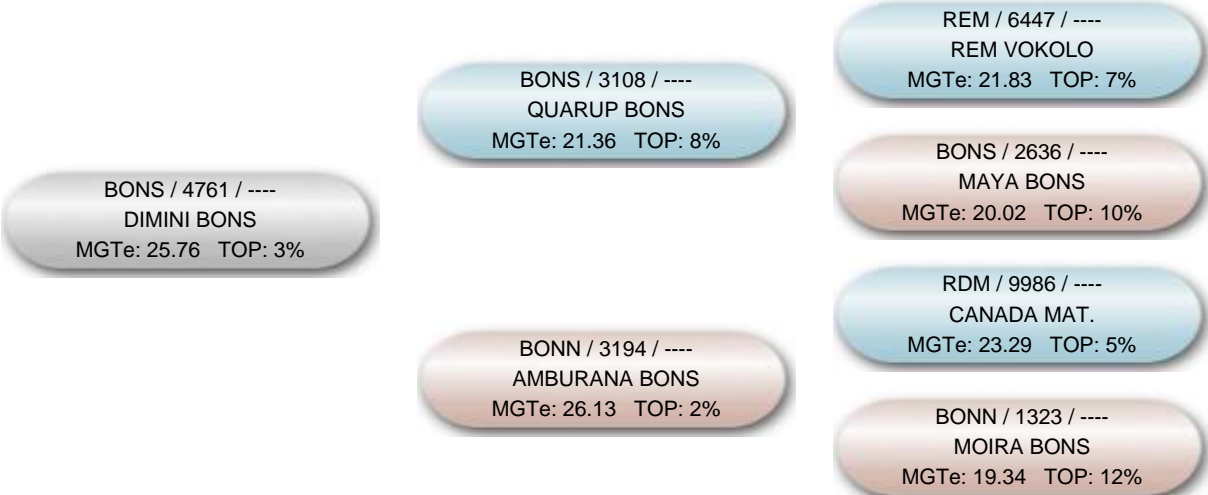 BONS / 4761 / ----
DIMINI BONS
MGTe: 25.76 TOP: 3%
BONS / 3108 / ----
QUARUP BONS
MGTe: 21.36 TOP: 8%
BONN / 3194 / ----
AMBURANA BONS
MGTe: 26.13 TOP: 2%
REM / 6447 / ----
REM VOKOLO
MGTe: 21.83 TOP: 7%
BONS / 2636 / ----
MAYA BONS
MGTe: 20.02 TOP: 10%
RDM / 9986 / ----
CANADA MAT.
MGTe: 23.29 TOP: 5%
BONN / 1323 / ----
MOIRA BONS
MGTe: 19.34 TOP: 12%